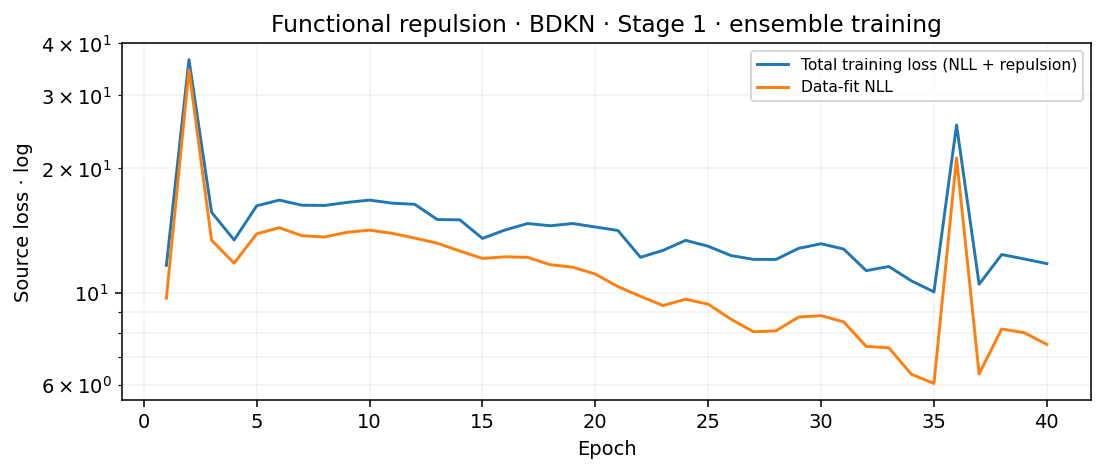 Functional repulsion · BDKN · Stage 1 · ensemble training
Total training loss (NLL + repulsion)
Data-fit NLL
Source loss · log
4 × 10¹
3 × 10¹
2 × 10¹
10¹
6 × 10⁰
0 5 10 15 20 25 30 35 40
Epoch